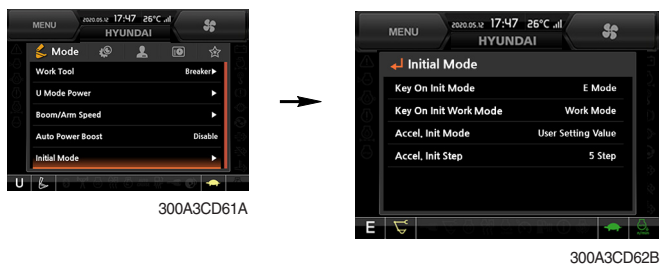 MENU
2020.05.12 17:47 26°C .ııl
HYUNDAI
Mode
Work Tool Breaker▶
U Mode Power ▶
Boom/Arm Speed ▶
Auto Power Boost Disable
Initial Mode ▶
U
300A3CD61A
MENU
2020.05.12 17:47 26°C
HYUNDAI
Initial Mode
Key On Init Mode E Mode
Key On Init Work Mode Work Mode
Accel, Init Mode User Setting Value
Accel, Init Step 5 Step
E
300A3CD62B